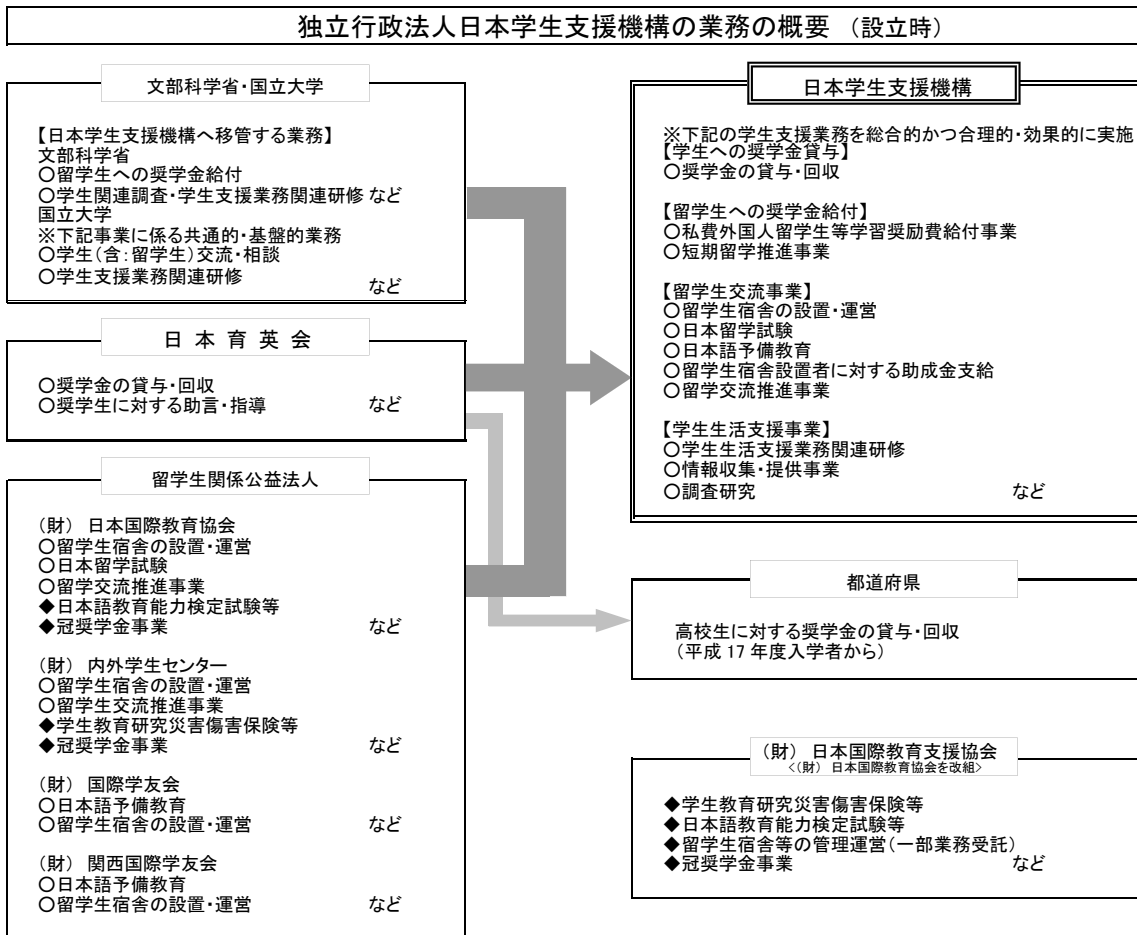 独立行政法人日本学生支援機構の業務の概要 （設立時）
文部科学省・国立大学
【日本学生支援機構へ移管する業務】
文部科学省
○留学生への奨学金給付
○学生関連調査・学生支援業務関連研修 など
国立大学
※下記事業に係る共通的・基盤的業務
○学生（含：留学生）交流・相談
○学生支援業務関連研修
など
日 本 育 英 会
○奨学金の貸与・回収
○奨学生に対する助言・指導 など
留学生関係公益法人
（財） 日本国際教育協会
○留学生宿舎の設置・運営
○日本留学試験
○留学交流推進事業
◆日本語教育能力検定試験等
◆冠奨学金事業 など
（財） 内外学生センター
○留学生宿舎の設置・運営
○留学生交流推進事業
◆学生教育研究災害傷害保険等
◆冠奨学金事業 など
（財） 国際学友会
○日本語予備教育
○留学生宿舎の設置・運営 など
（財） 関西国際学友会
○日本語予備教育
○留学生宿舎の設置・運営 など
日本学生支援機構
※下記の学生支援業務を総合的かつ合理的・効果的に実施
【学生への奨学金貸与】
○奨学金の貸与・回収
【留学生への奨学金給付】
○私費外国人留学生等学習奨励費給付事業
○短期留学推進事業
【留学生交流事業】
○留学生宿舎の設置・運営
○日本留学試験
○日本語予備教育
○留学生宿舎設置者に対する助成金支給
○留学交流推進事業
【学生生活支援事業】
○学生生活支援業務関連研修
○情報収集・提供事業
○調査研究 など
都道府県
高校生に対する奨学金の貸与・回収
（平成 17 年度入学者から）
（財） 日本国際教育支援協会
<（財） 日本国際教育協会を改組>
◆学生教育研究災害傷害保険等
◆日本語教育能力検定試験等
◆留学生宿舎等の管理運営（一部業務受託）
◆冠奨学金事業 など